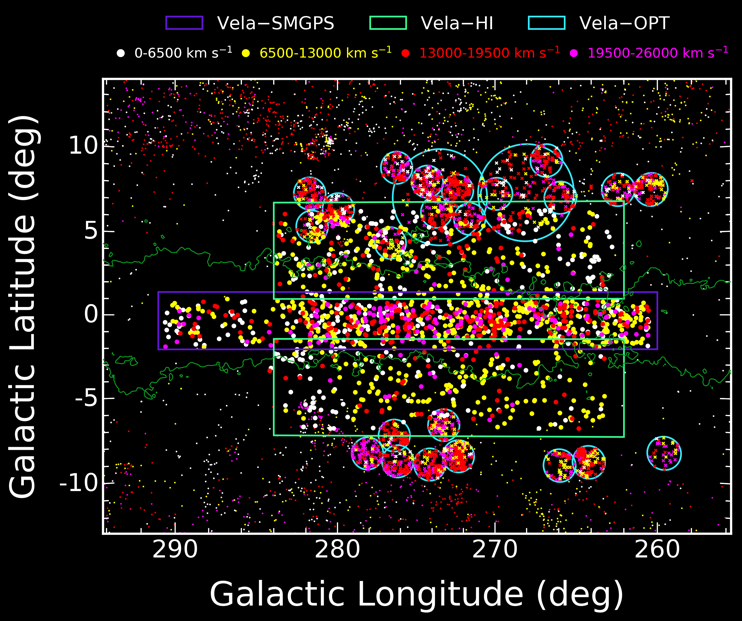 Vela−SMGPS Vela−HI Vela−OPT
0-6500 km s⁻¹ 6500-13000 km s⁻¹ 13000-19500 km s⁻¹ 19500-26000 km s⁻¹
Galactic Latitude (deg)
10
5
0
-5
-10
290 280 270 260
Galactic Longitude (deg)